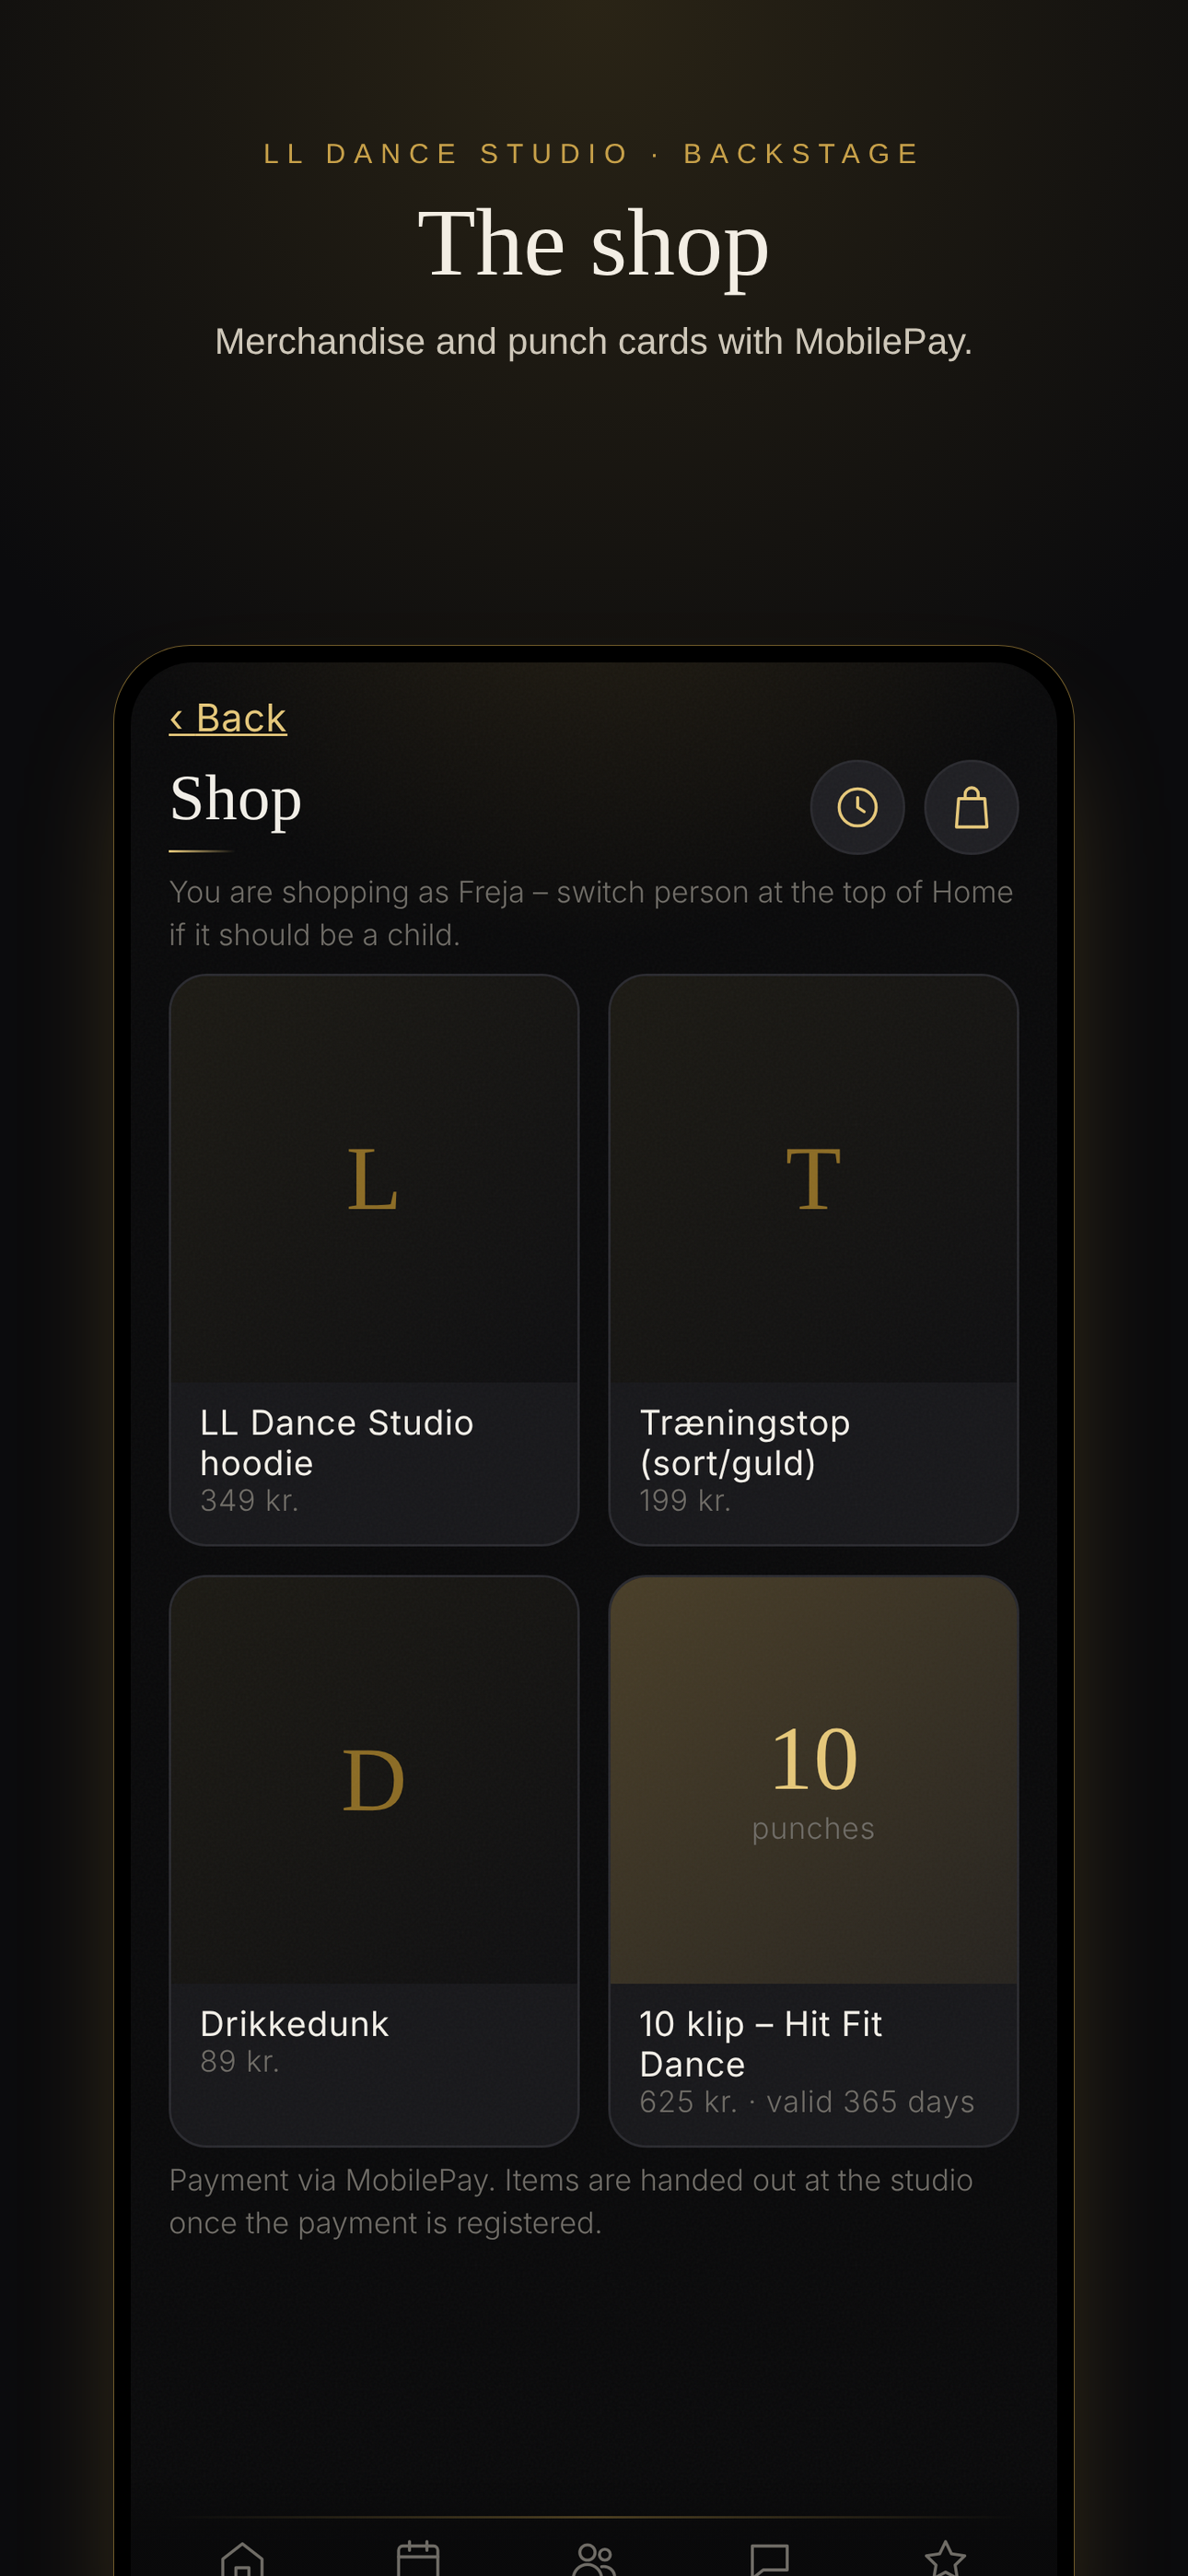 LL DANCE STUDIO · BACKSTAGE
The shop
Merchandise and punch cards with MobilePay.
‹ Back
Shop
You are shopping as Freja – switch person at the top of Home
if it should be a child.
L
T
LL Dance Studio
hoodie
349 kr.
Træningstop
(sort/guld)
199 kr.
D
10
punches
Drikkedunk
89 kr.
10 klip – Hit Fit
Dance
625 kr. · valid 365 days
Payment via MobilePay. Items are handed out at the studio
once the payment is registered.